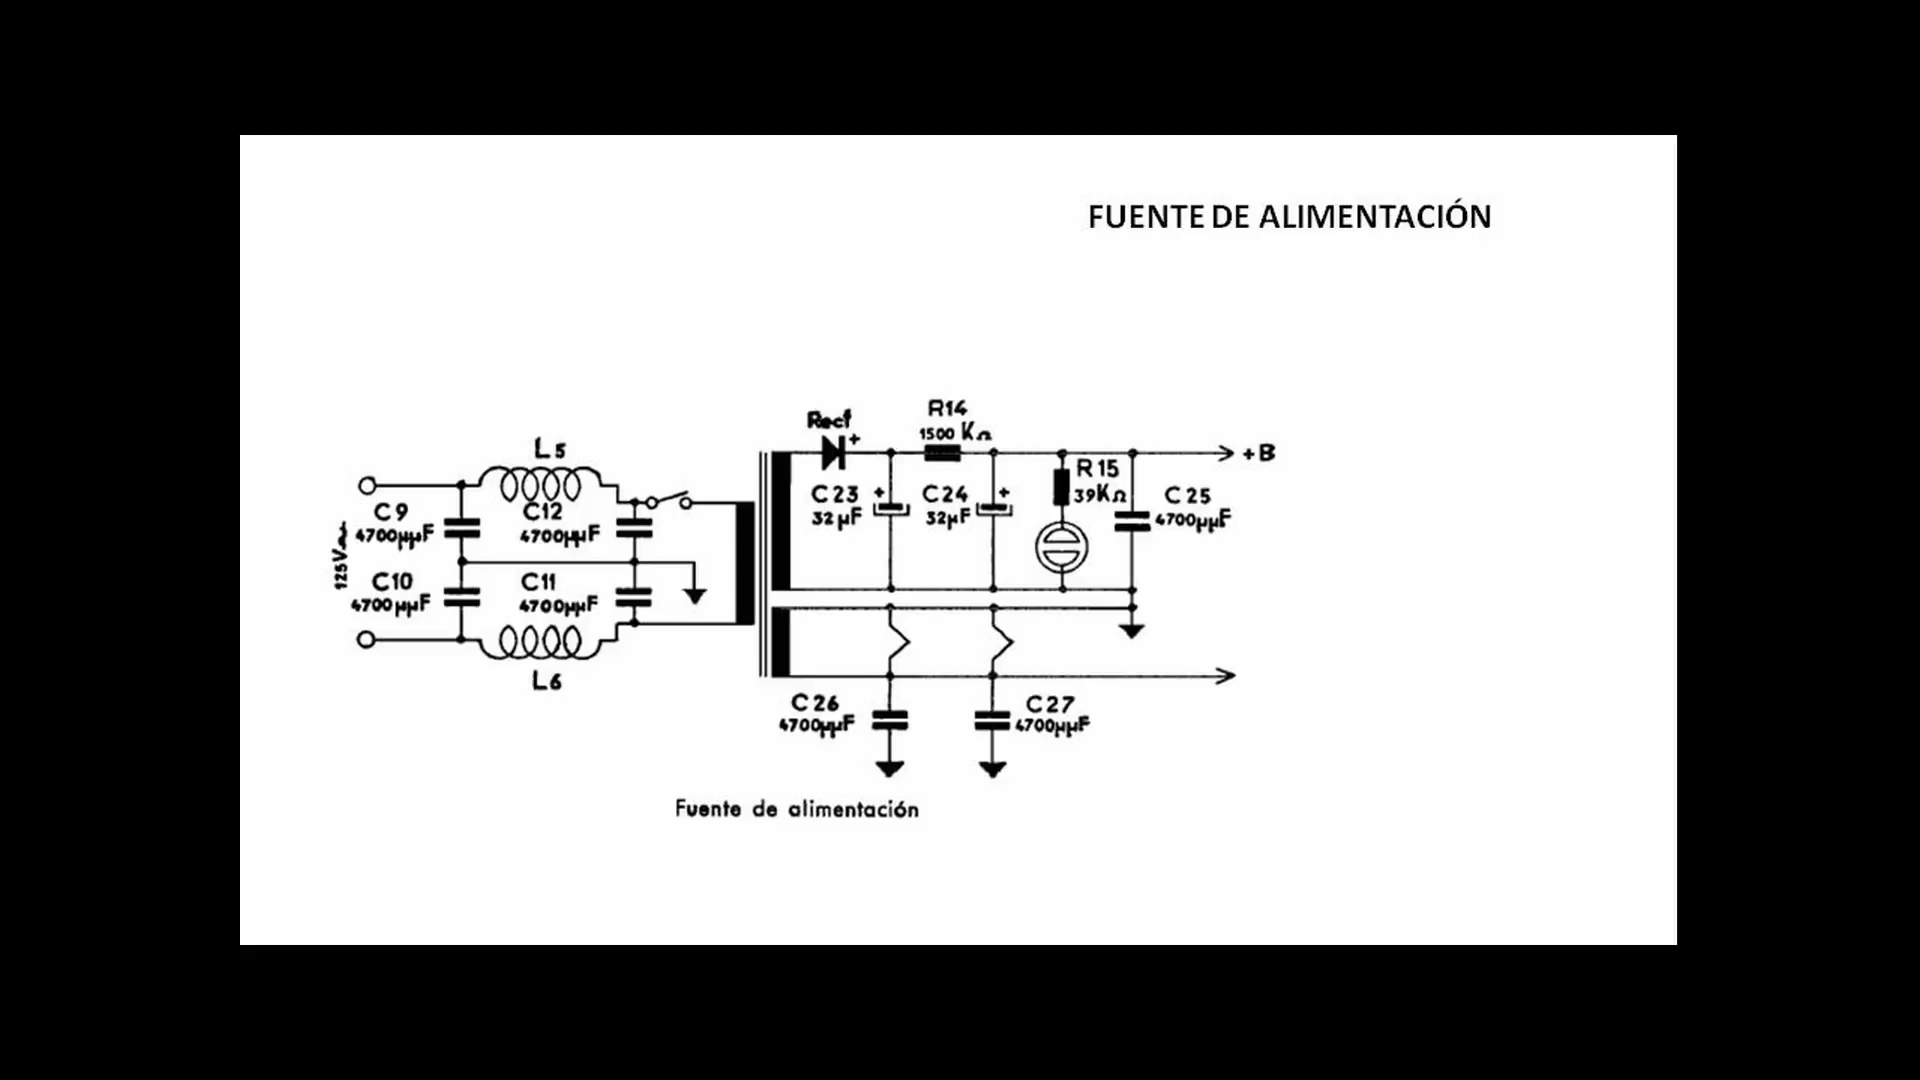 FUENTE DE ALIMENTACIÓN
Rect
+
R14
1500 KΩ
+B
L5
R15
39KΩ
C23
32µF
+
C24
32µF
+
C25
4700µµF
C9
4700µµF
C12
4700µµF
125V~
C10
4700µµF
C11
4700µµF
L6
C26
4700µµF
C27
4700µµF
Fuente de alimentación